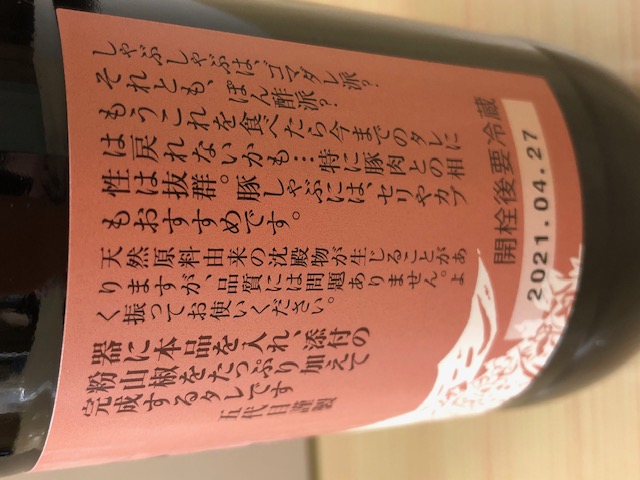 しゃぶしゃぶは、ゴマダレ派?
それとも、ぽん酢派?
もうこれを食べたら今までのタレに
は戻れないかも…特に豚肉との相
性は抜群。豚しゃぶには、セリやカブ
もおすすめです。
天然原料由来の沈殿物が生じることがあ
りますが、品質には問題ありません。よ
く振ってお使いください。
器に本品を入れ、添付の
粉山椒をたっぷり加えて
完成するタレです
五代目謹製
開栓後要冷蔵
2021.04.27